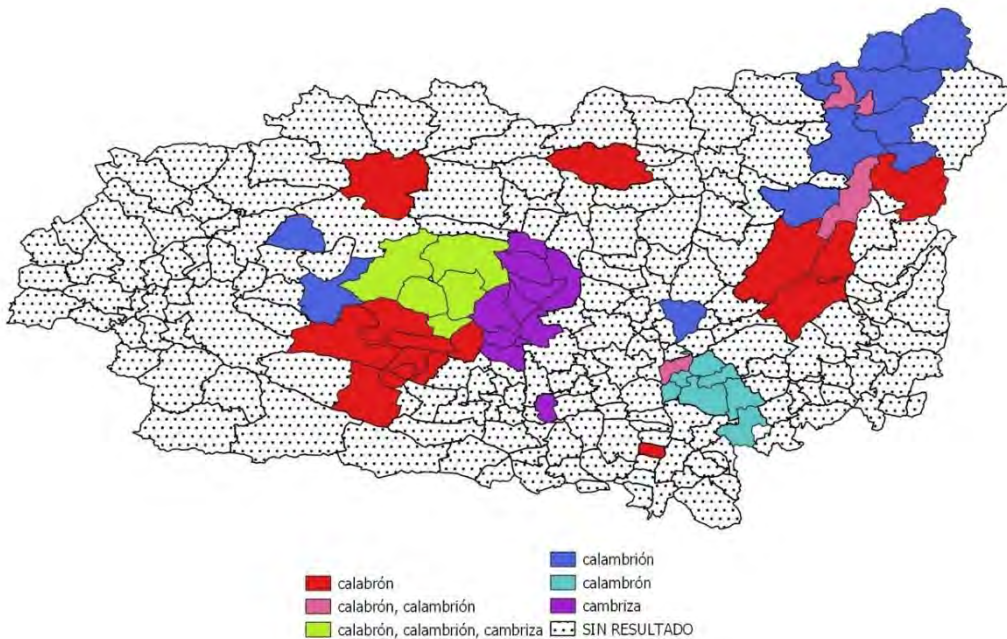 calabrón
calabrón, calambrión
calabrón, calambrión, cambriza
calambrión
calambrón
cambriza
SIN RESULTADO